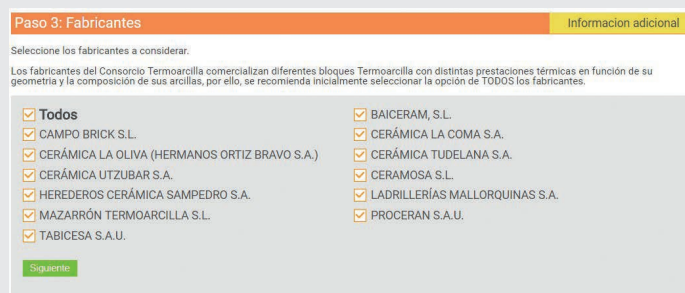 Paso 3: Fabricantes
Informacion adicional
Seleccione los fabricantes a considerar.
Los fabricantes del Consorcio Termoarcilla comercializan diferentes bloques Termoarcilla con distintas prestaciones térmicas en función de su
geometria y la composición de sus arcillas, por ello, se recomienda inicialmente seleccionar la opción de TODOS los fabricantes.
Todos
CAMPO BRICK S.L.
CERÁMICA LA OLIVA (HERMANOS ORTIZ BRAVO S.A.)
CERÁMICA UTZUBAR S.A.
HEREDEROS CERÁMICA SAMPEDRO S.A.
MAZARRÓN TERMOARCILLA S.L.
TABICESA S.A.U.
BAICERAM, S.L.
CERÁMICA LA COMA S.A.
CERÁMICA TUDELANA S.A.
CERAMOSA S.L.
LADRILLERÍAS MALLORQUINAS S.A.
PROCERAN S.A.U.
Siguiente